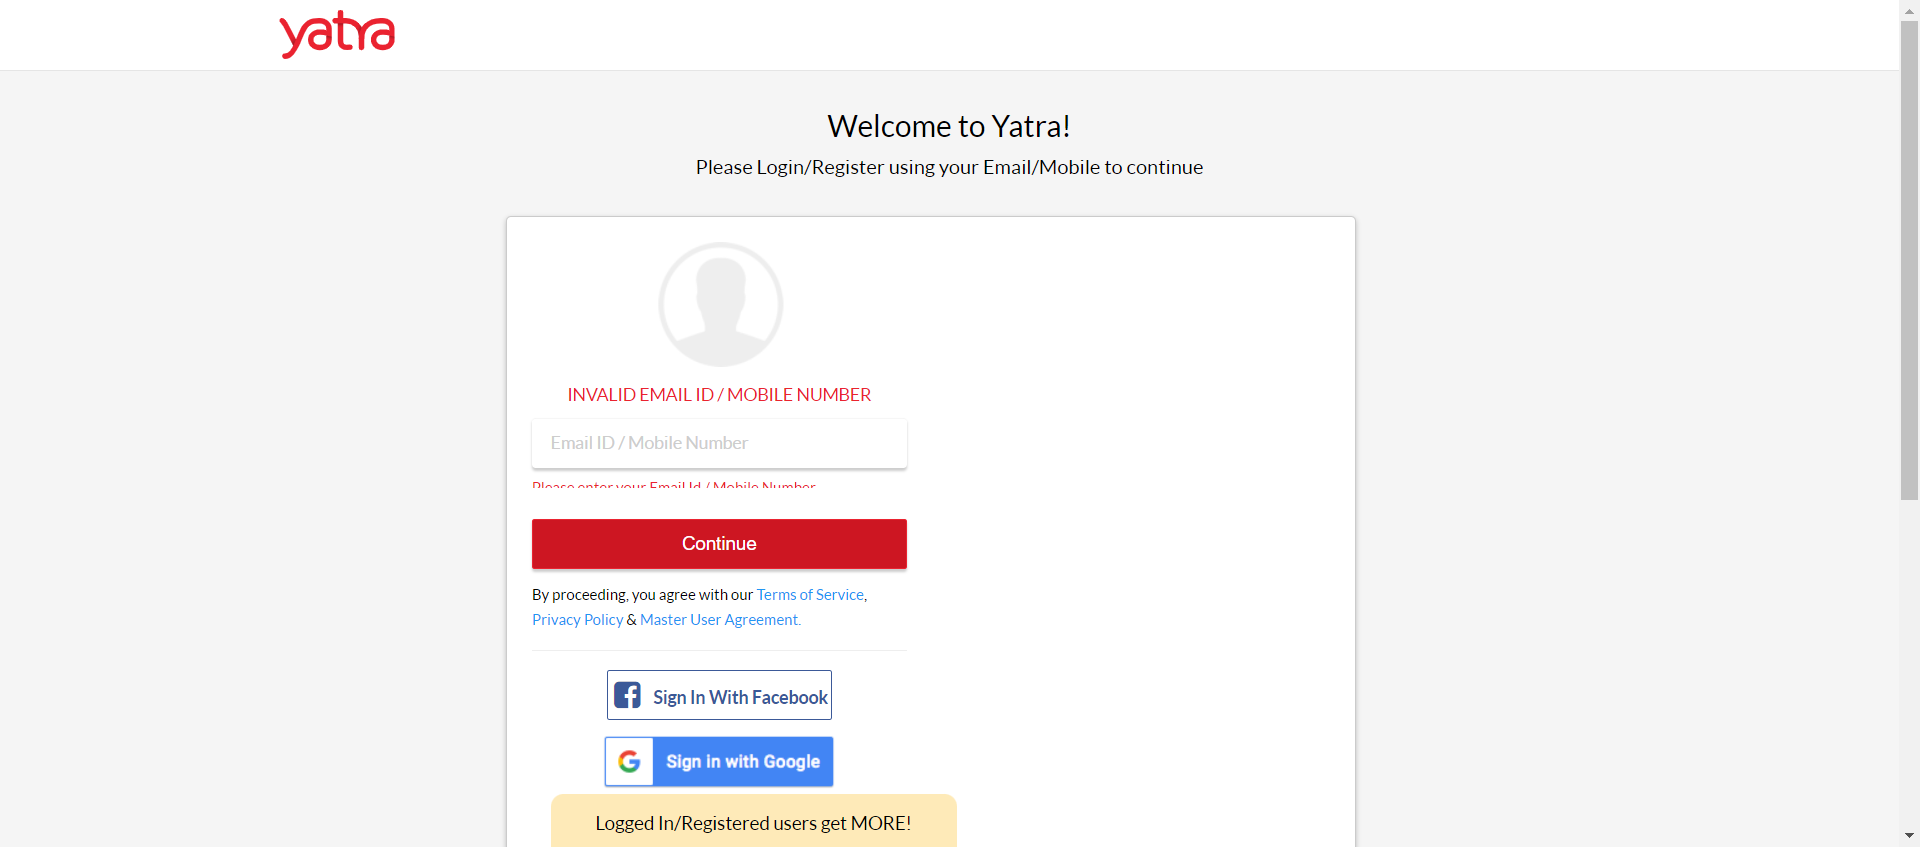 yatra
Welcome to Yatra!
Please Login/Register using your Email/Mobile to continue
INVALID EMAIL ID / MOBILE NUMBER
Email ID / Mobile Number
Please enter your Email Id / Mobile Number
Continue
By proceeding, you agree with our Terms of Service,
Privacy Policy & Master User Agreement.
Sign In With Facebook
Sign in with Google
Logged In/Registered users get MORE!